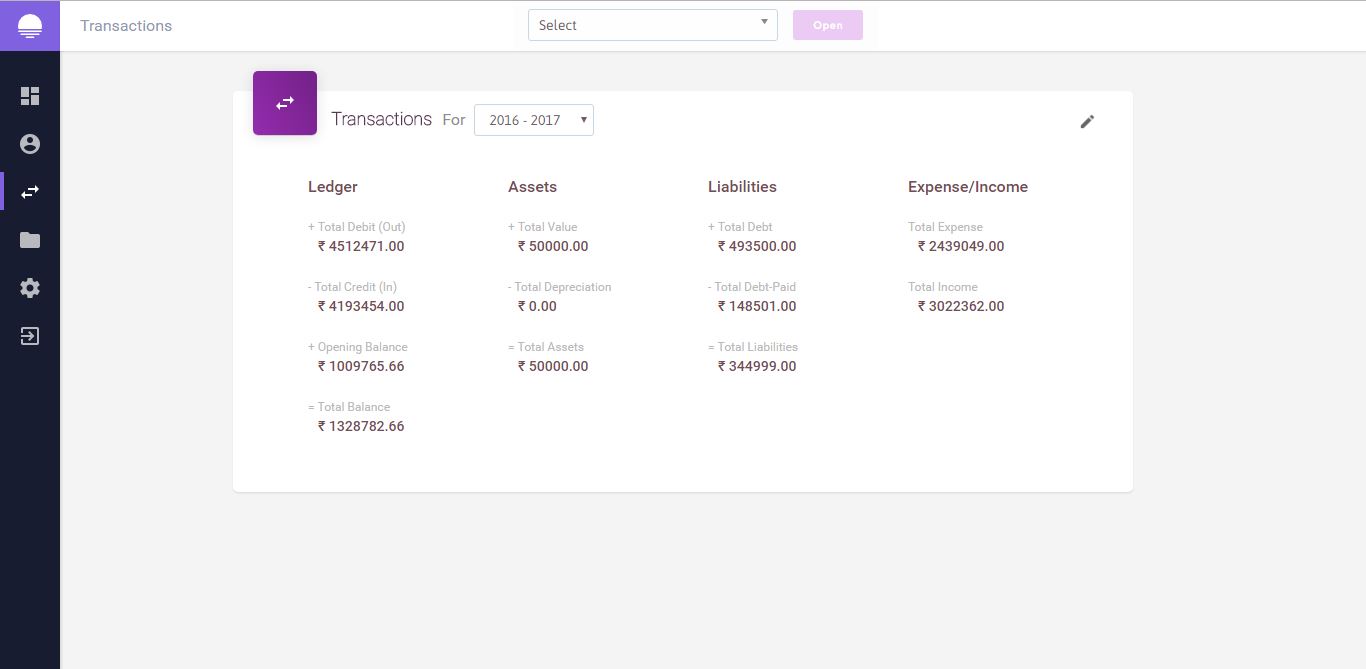 Transactions
Select
Open
Transactions For 2016 - 2017
Ledger
+ Total Debit (Out)
₹ 4512471.00
- Total Credit (In)
₹ 4193454.00
+ Opening Balance
₹ 1009765.66
= Total Balance
₹ 1328782.66
Assets
+ Total Value
₹ 50000.00
- Total Depreciation
₹ 0.00
= Total Assets
₹ 50000.00
Liabilities
+ Total Debt
₹ 493500.00
- Total Debt-Paid
₹ 148501.00
= Total Liabilities
₹ 344999.00
Expense/Income
Total Expense
₹ 2439049.00
Total Income
₹ 3022362.00